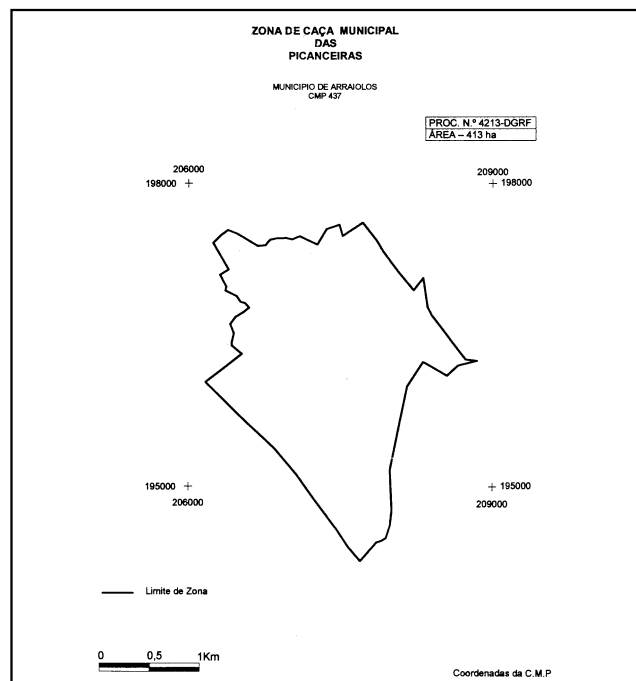 ZONA DE CAÇA MUNICIPAL
DAS
PICANCEIRAS
MUNICIPIO DE ARRAIOLOS
CMP 437
PROC. N.º 4213-DGRF
ÁREA – 413 ha
206000
198000
209000
198000
195000
206000
195000
209000
Limite de Zona
0 0,5 1Km
Coordenadas da C.M.P